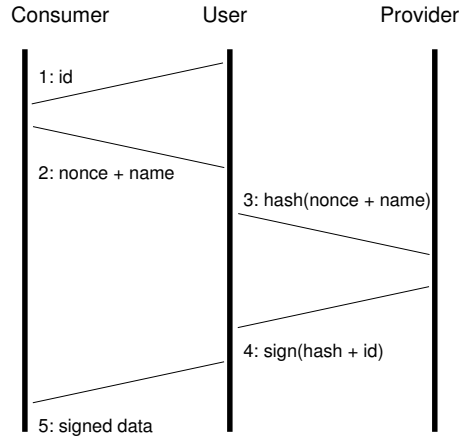 Consumer User Provider
1: id
2: nonce + name
3: hash(nonce + name)
4: sign(hash + id)
5: signed data